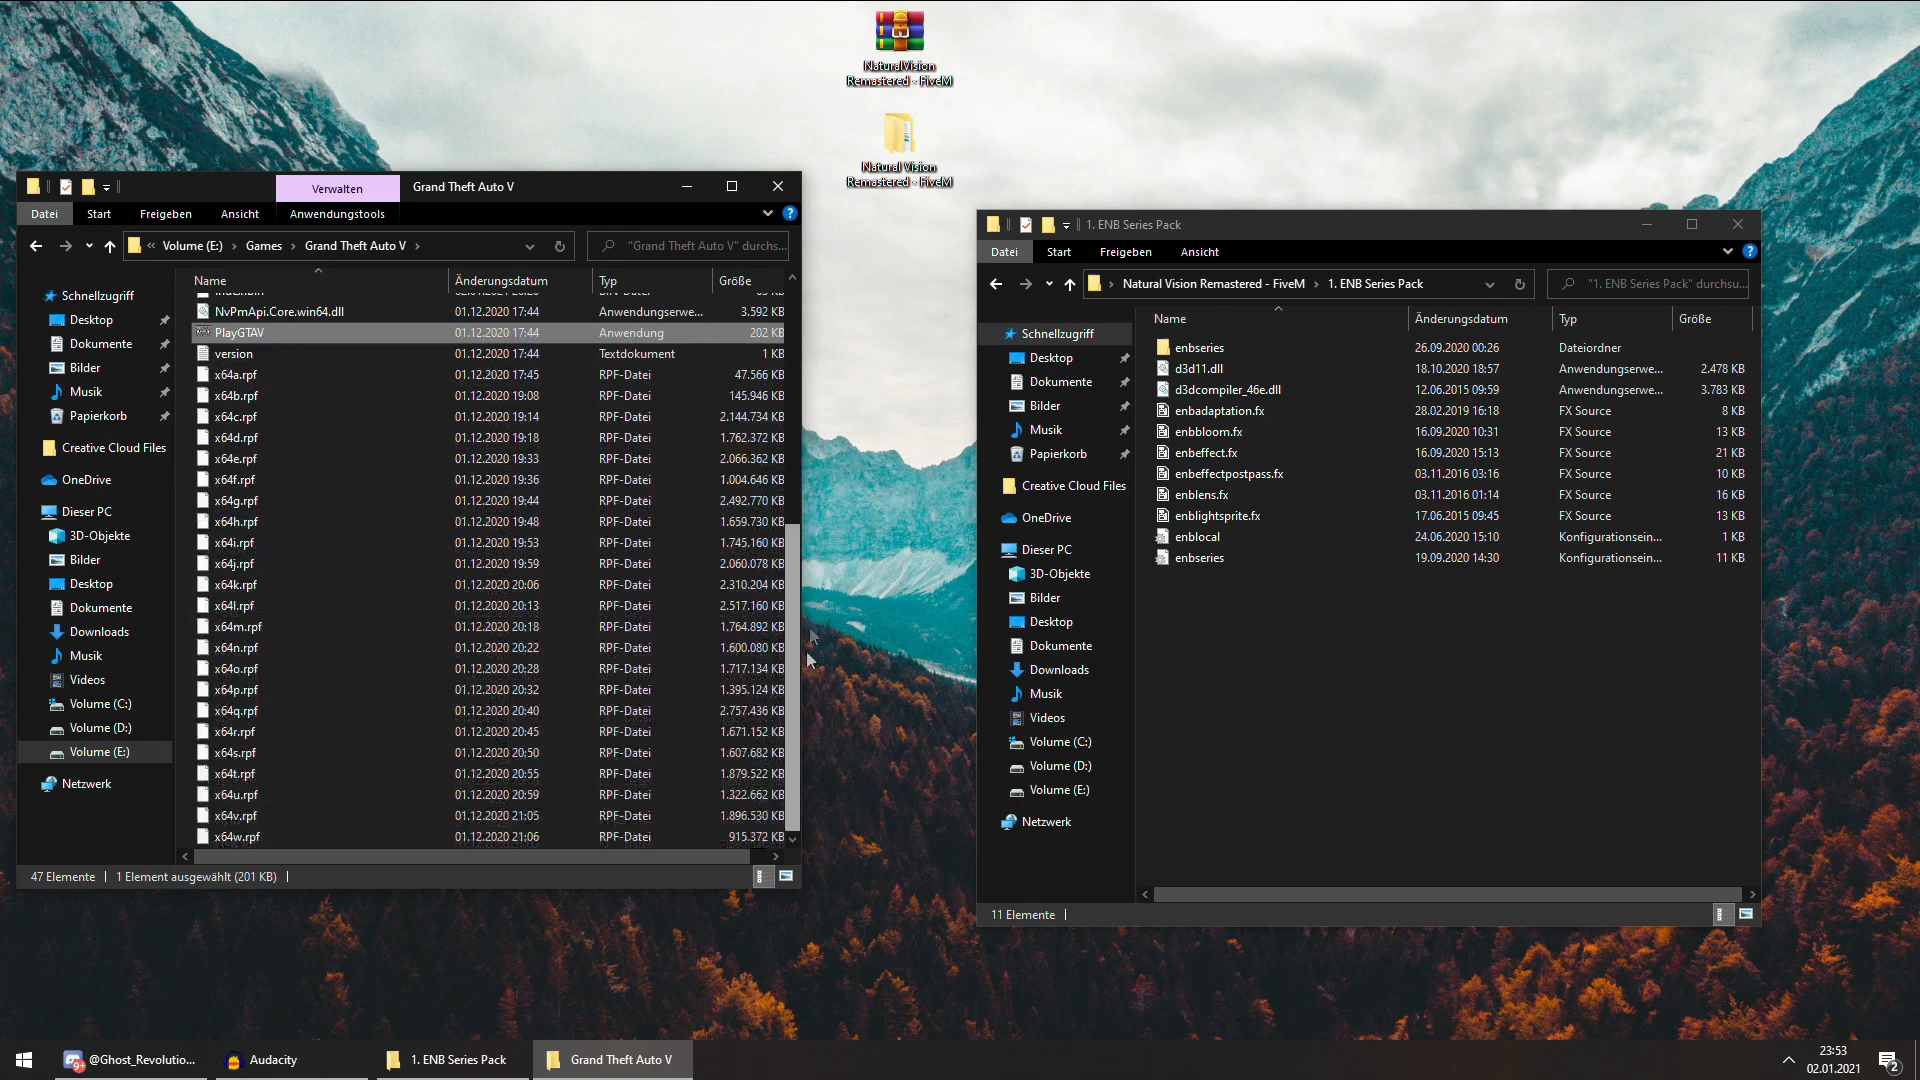 NaturalVision
Remastered - FiveM
Natural Vision
Remastered - FiveM
Verwalten
Grand Theft Auto V
Datei
Start
Freigeben
Ansicht
Anwendungstools
Volume (E:)
Games
Grand Theft Auto V
"Grand Theft Auto V" durchs...
Name
Änderungsdatum
Typ
Größe
Schnellzugriff
Desktop
Dokumente
Bilder
Musik
Papierkorb
Creative Cloud Files
OneDrive
Dieser PC
3D-Objekte
Bilder
Desktop
Dokumente
Downloads
Musik
Videos
Volume (C:)
Volume (D:)
Volume (E:)
Netzwerk
NvPmApi.Core.win64.dll 01.12.2020 17:44 Anwendungserwe... 3.592 KB
PlayGTAV 01.12.2020 17:44 Anwendung 202 KB
version 01.12.2020 17:44 Textdokument 1 KB
x64a.rpf 01.12.2020 17:45 RPF-Datei 47.566 KB
x64b.rpf 01.12.2020 19:08 RPF-Datei 145.946 KB
x64c.rpf 01.12.2020 19:14 RPF-Datei 2.144.734 KB
x64d.rpf 01.12.2020 19:18 RPF-Datei 1.762.372 KB
x64e.rpf 01.12.2020 19:33 RPF-Datei 2.066.362 KB
x64f.rpf 01.12.2020 19:36 RPF-Datei 1.004.646 KB
x64g.rpf 01.12.2020 19:44 RPF-Datei 2.492.770 KB
x64h.rpf 01.12.2020 19:48 RPF-Datei 1.659.730 KB
x64i.rpf 01.12.2020 19:53 RPF-Datei 1.745.160 KB
x64j.rpf 01.12.2020 19:59 RPF-Datei 2.060.078 KB
x64k.rpf 01.12.2020 20:06 RPF-Datei 2.310.204 KB
x64l.rpf 01.12.2020 20:13 RPF-Datei 2.517.160 KB
x64m.rpf 01.12.2020 20:18 RPF-Datei 1.764.892 KB
x64n.rpf 01.12.2020 20:22 RPF-Datei 1.600.080 KB
x64o.rpf 01.12.2020 20:28 RPF-Datei 1.717.134 KB
x64p.rpf 01.12.2020 20:32 RPF-Datei 1.395.124 KB
x64q.rpf 01.12.2020 20:40 RPF-Datei 2.757.436 KB
x64r.rpf 01.12.2020 20:45 RPF-Datei 1.671.152 KB
x64s.rpf 01.12.2020 20:50 RPF-Datei 1.607.682 KB
x64t.rpf 01.12.2020 20:55 RPF-Datei 1.879.522 KB
x64u.rpf 01.12.2020 20:59 RPF-Datei 1.322.662 KB
x64v.rpf 01.12.2020 21:05 RPF-Datei 1.896.530 KB
x64w.rpf 01.12.2020 21:06 RPF-Datei 915.372 KB
47 Elemente
1 Element ausgewählt (201 KB)
1. ENB Series Pack
Datei
Start
Freigeben
Ansicht
Natural Vision Remastered - FiveM
1. ENB Series Pack
"1. ENB Series Pack" durchsu...
Name
Änderungsdatum
Typ
Größe
Schnellzugriff
Desktop
Dokumente
Bilder
Musik
Papierkorb
Creative Cloud Files
OneDrive
Dieser PC
3D-Objekte
Bilder
Desktop
Dokumente
Downloads
Musik
Videos
Volume (C:)
Volume (D:)
Volume (E:)
Netzwerk
enbseries 26.09.2020 00:26 Dateiordner
d3d11.dll 18.10.2020 18:57 Anwendungserwe... 2.478 KB
d3dcompiler_46e.dll 12.06.2015 09:59 Anwendungserwe... 3.783 KB
enbadaptation.fx 28.02.2019 16:18 FX Source 8 KB
enbbloom.fx 16.09.2020 10:31 FX Source 13 KB
enbeffect.fx 16.09.2020 15:13 FX Source 21 KB
enbeffectpostpass.fx 03.11.2016 03:16 FX Source 10 KB
enblens.fx 03.11.2016 01:14 FX Source 16 KB
enblightsprite.fx 17.06.2015 09:45 FX Source 13 KB
enblocal 24.06.2020 15:10 Konfigurationsein... 1 KB
enbseries 19.09.2020 14:30 Konfigurationsein... 11 KB
11 Elemente
9+
@Ghost_Revolutio...
Audacity
1. ENB Series Pack
Grand Theft Auto V
23:53
02.01.2021
2